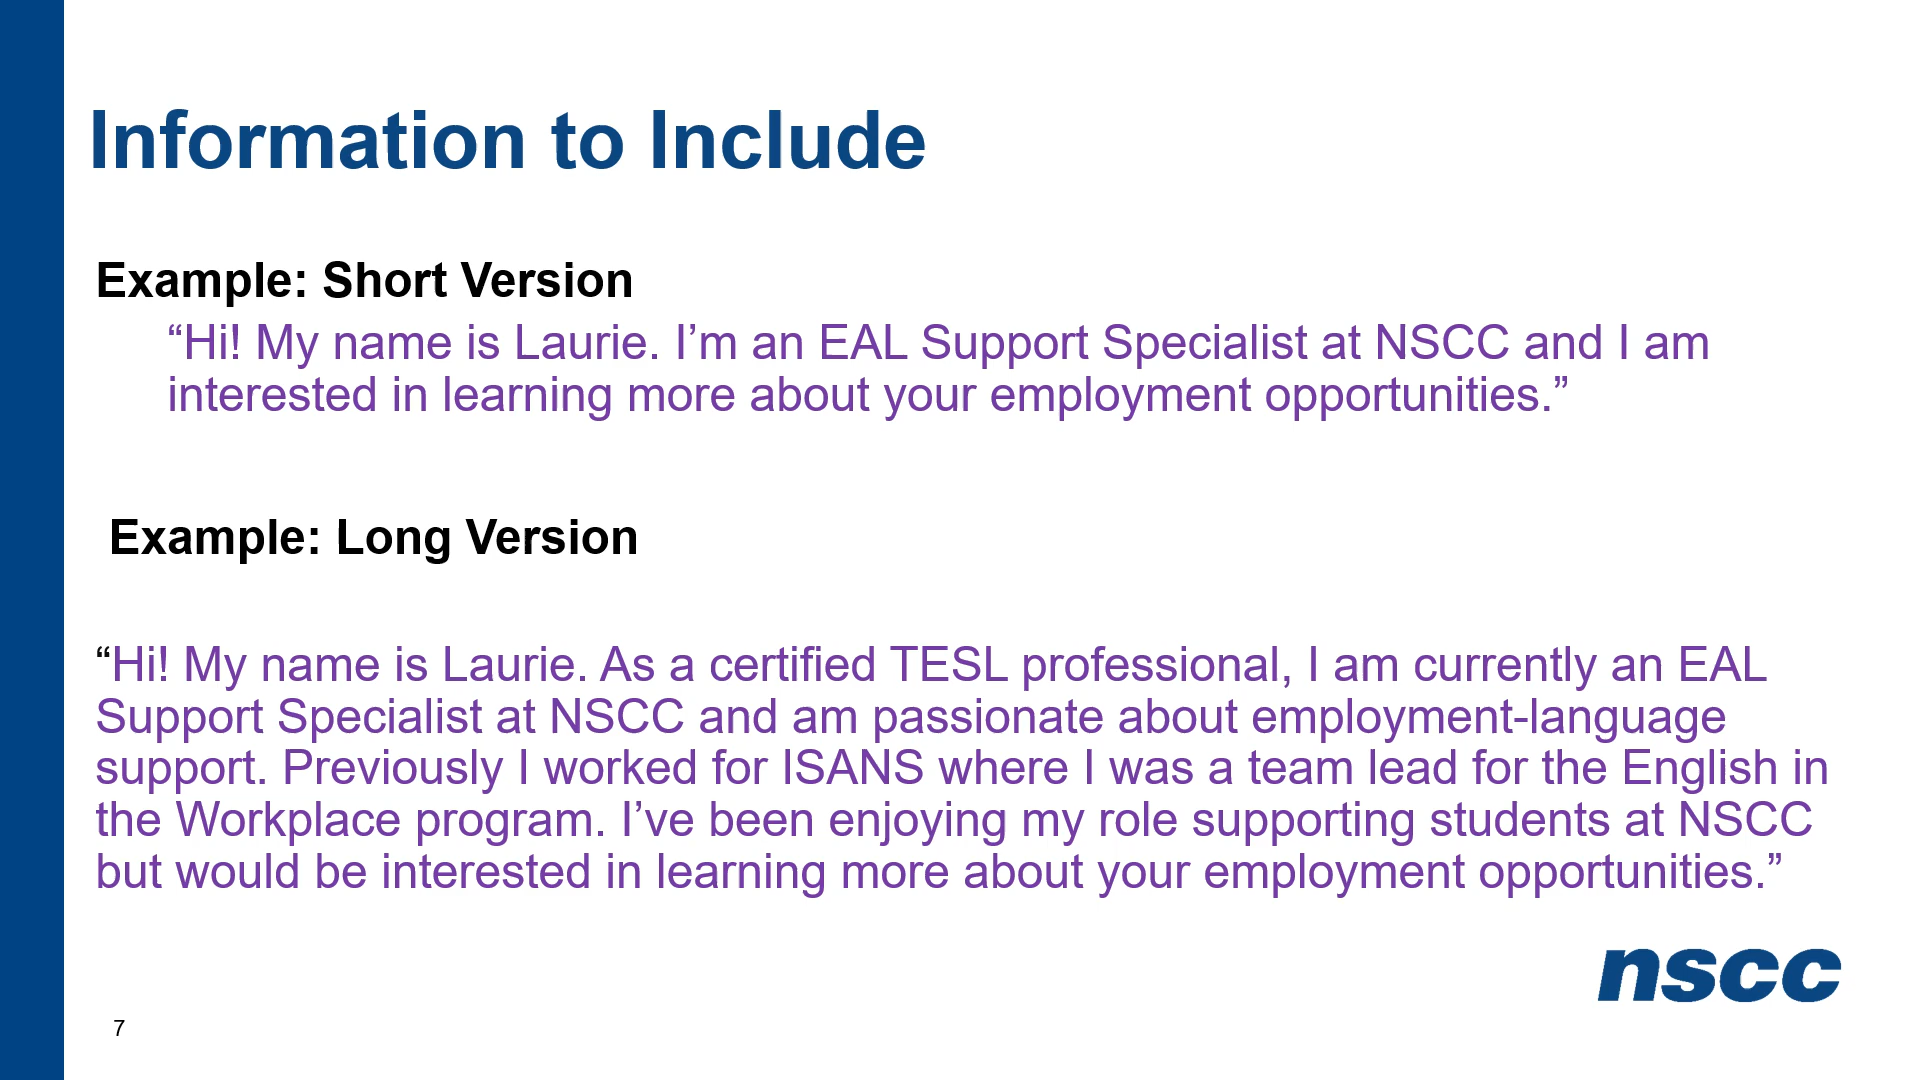 Information to Include
Example: Short Version
“Hi! My name is Laurie. I’m an EAL Support Specialist at NSCC and I am
interested in learning more about your employment opportunities.”
Example: Long Version
“Hi! My name is Laurie. As a certified TESL professional, I am currently an EAL
Support Specialist at NSCC and am passionate about employment-language
support. Previously I worked for ISANS where I was a team lead for the English in
the Workplace program. I’ve been enjoying my role supporting students at NSCC
but would be interested in learning more about your employment opportunities.”
nscc
7